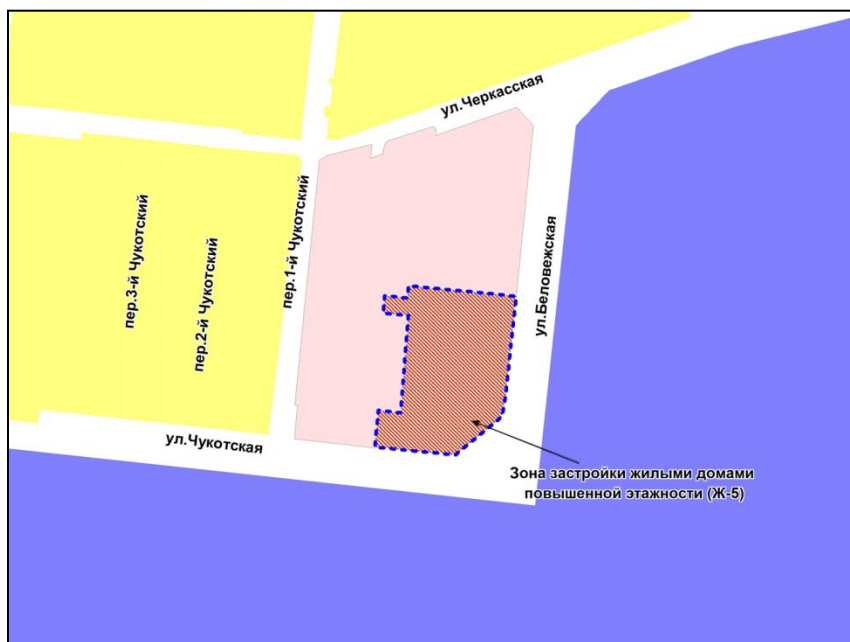 ул.Черкасская
пер.3-й Чукотский
пер.2-й Чукотский
пер.1-й Чукотский
ул.Беловежская
ул.Чукотская
Зона застройки жилыми домами
повышенной этажности (Ж-5)